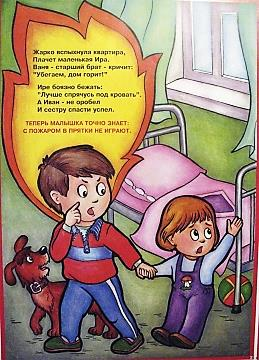 Жарко вспыхнула квартира,
Плачет маленькая Ира.
Ваня - старший брат - кричит:
"Убегаем, дом горит!"
Ире боязно бежать:
"Лучше спрячусь под кровать".
А Иван - не оробел
И сестру спасти успел.
ТЕПЕРЬ МАЛЫШКА ТОЧНО ЗНАЕТ:
С ПОЖАРОМ В ПРЯТКИ НЕ ИГРАЮТ.